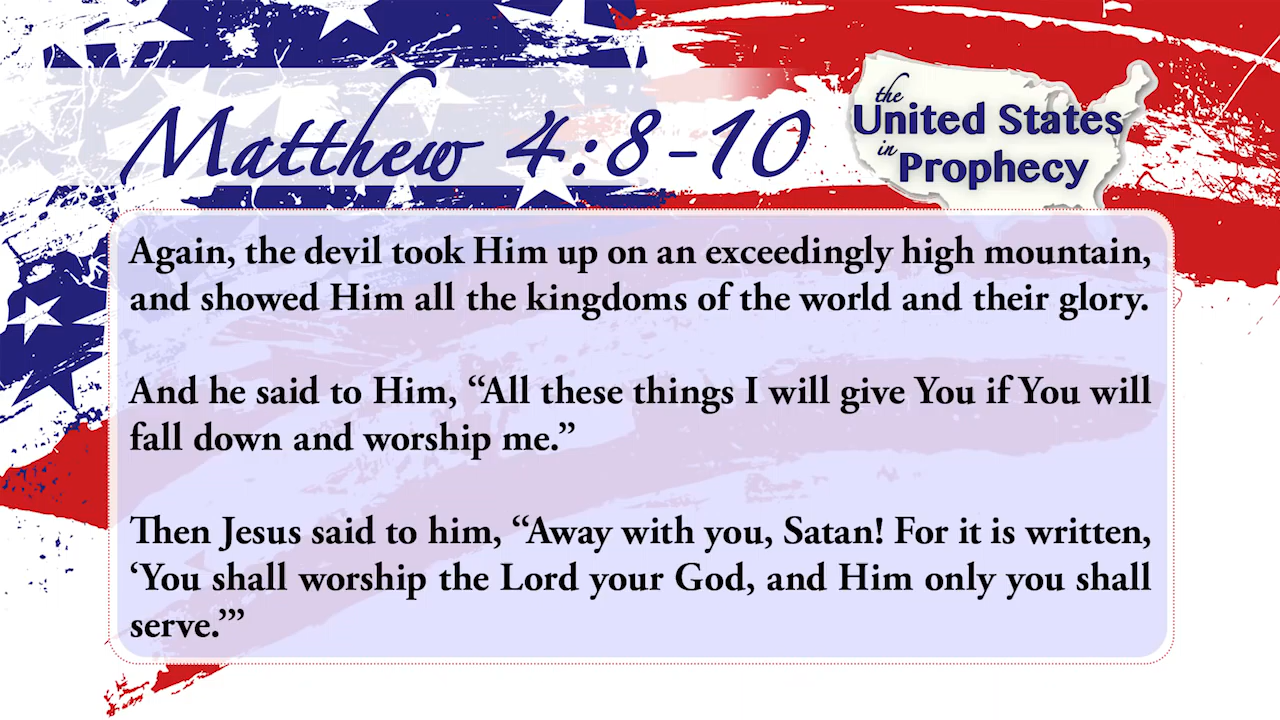 Matthew 4:8-10
the
United States
in Prophecy
Again, the devil took Him up on an exceedingly high mountain,
and showed Him all the kingdoms of the world and their glory.
And he said to Him, “All these things I will give You if You will
fall down and worship me.”
Then Jesus said to him, “Away with you, Satan! For it is written,
‘You shall worship the Lord your God, and Him only you shall
serve.’”